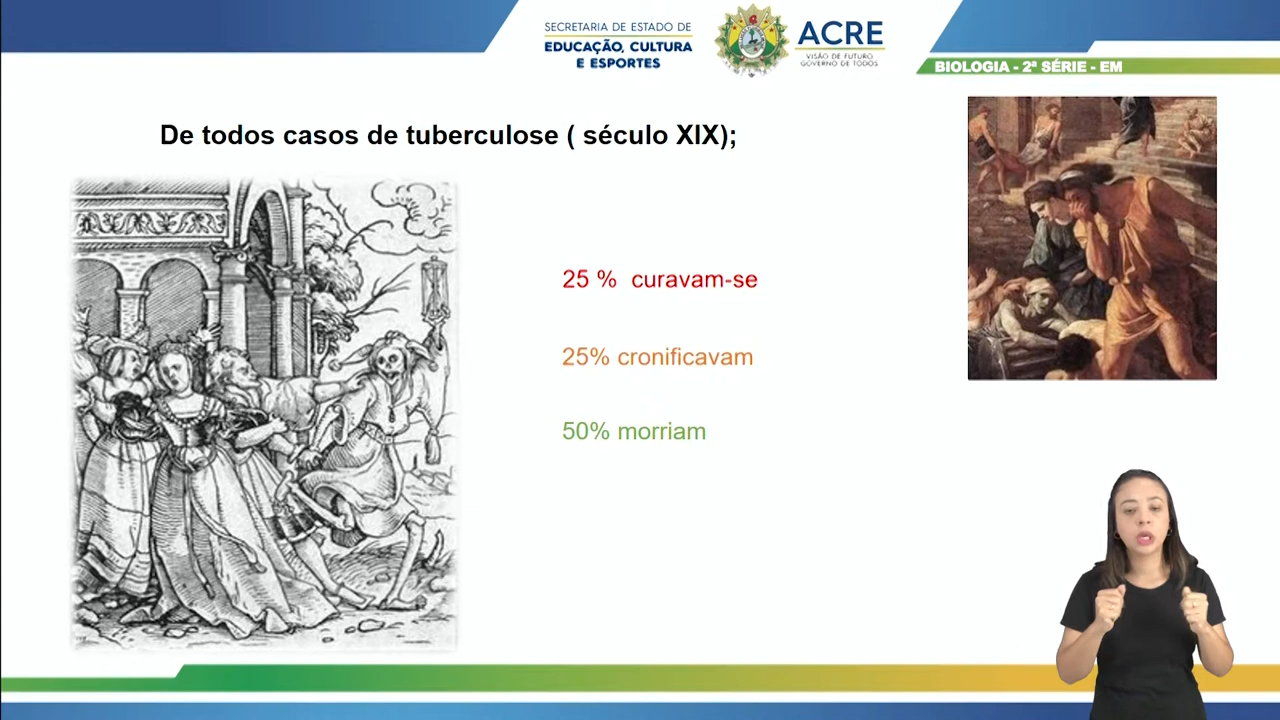 SECRETARIA DE ESTADO DE
EDUCAÇÃO, CULTURA
E ESPORTES
ACRE
VISÃO DE FUTURO
GOVERNO DE TODOS
BIOLOGIA - 2ª SÉRIE - EM
De todos casos de tuberculose ( século XIX);
25 % curavam-se
25% cronificavam
50% morriam